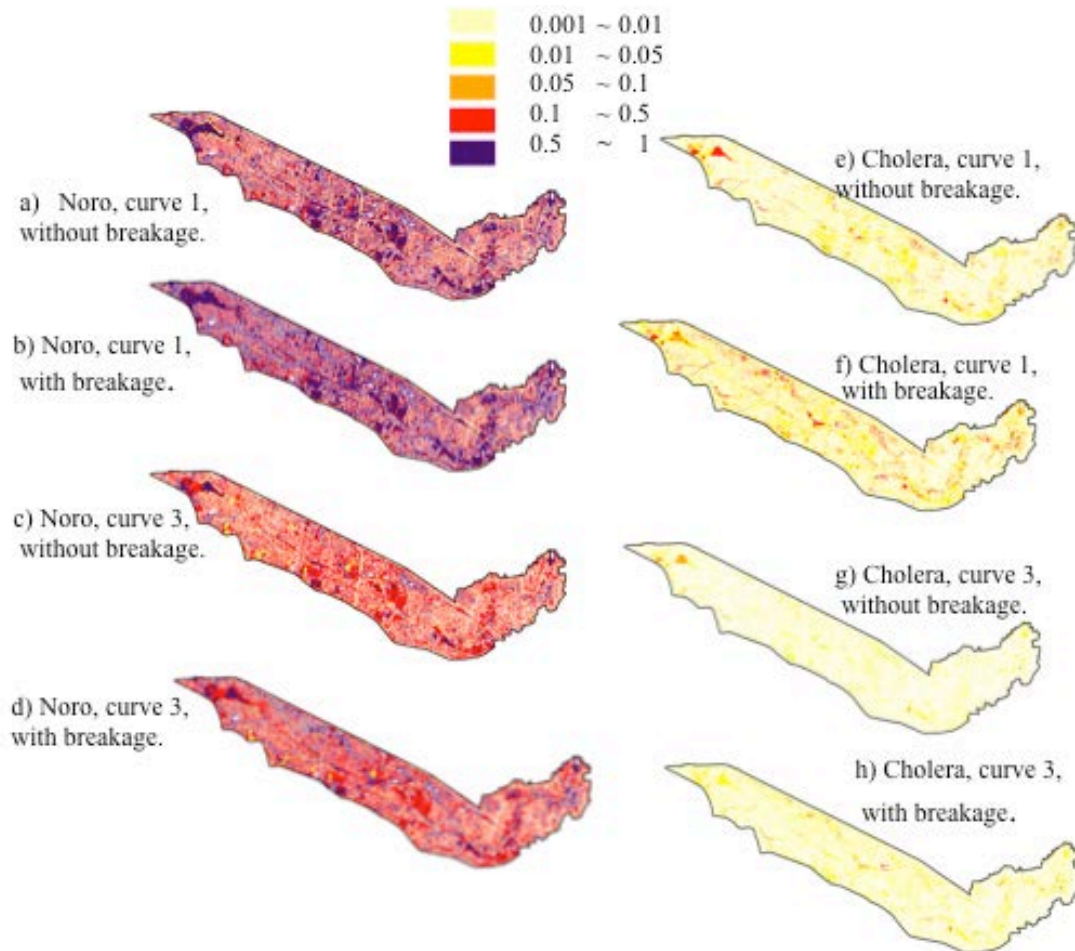 0.001 ~ 0.01
0.01 ~ 0.05
0.05 ~ 0.1
0.1 ~ 0.5
0.5 ~ 1
a) Noro, curve 1,
without breakage.
b) Noro, curve 1,
with breakage.
c) Noro, curve 3,
without breakage.
d) Noro, curve 3,
with breakage.
e) Cholera, curve 1,
without breakage.
f) Cholera, curve 1,
with breakage.
g) Cholera, curve 3,
without breakage.
h) Cholera, curve 3,
with breakage.